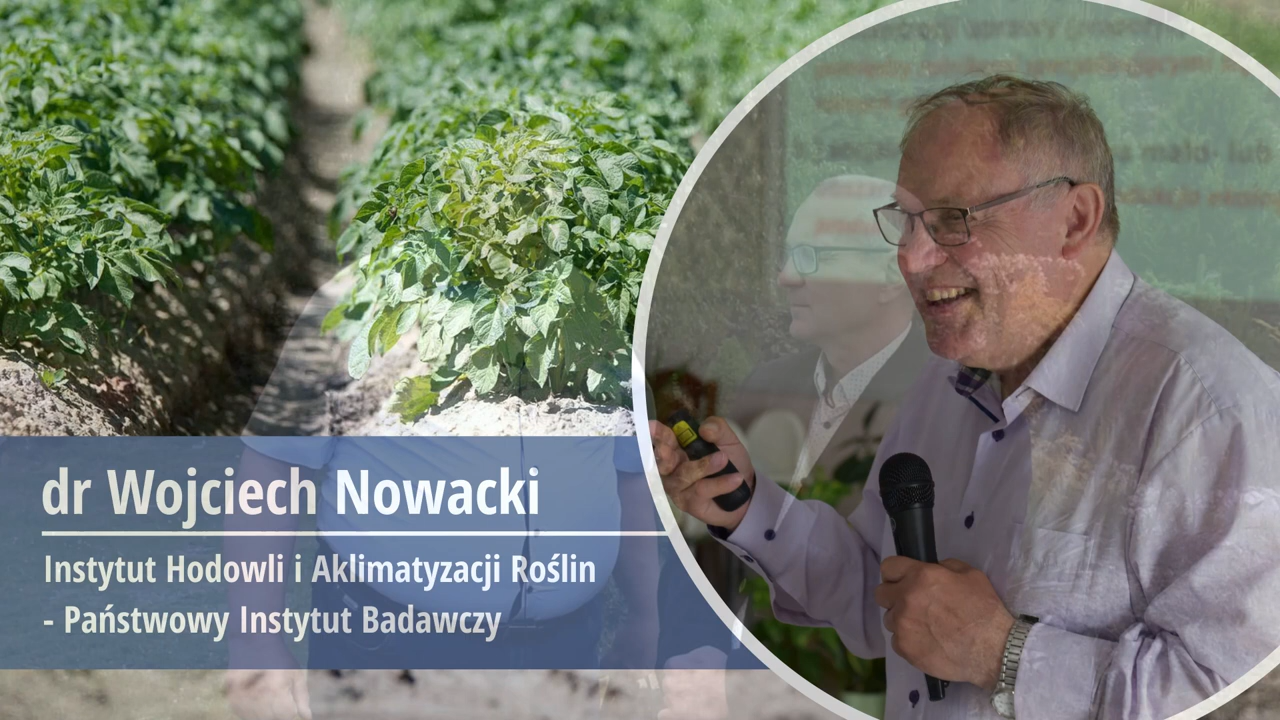 dr Wojciech Nowacki
Instytut Hodowli i Aklimatyzacji Roślin
- Państwowy Instytut Badawczy